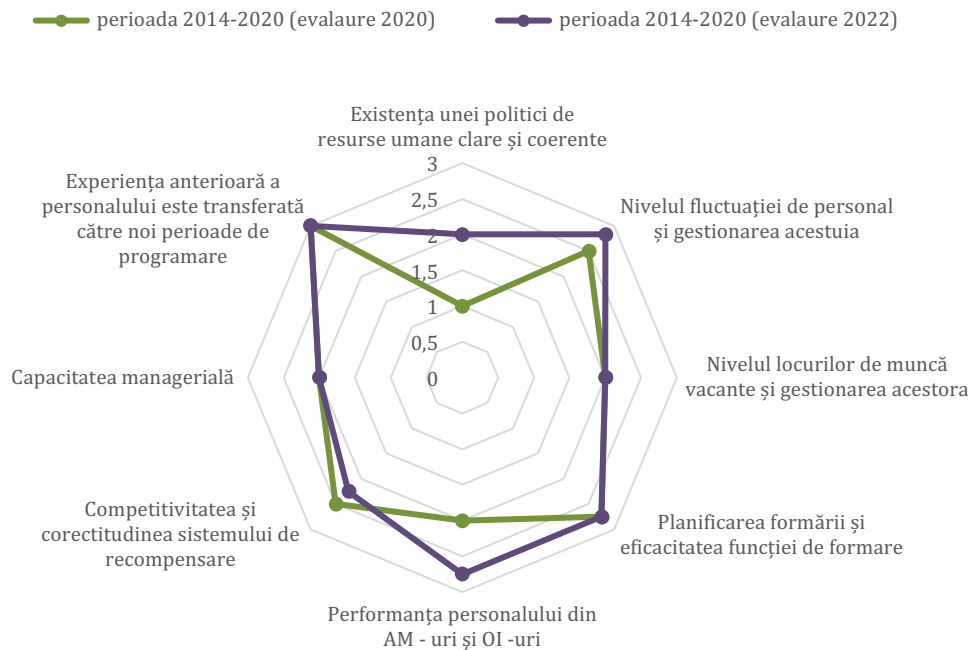 perioada 2014-2020 (evalaure 2020)
perioada 2014-2020 (evalaure 2022)
Existența unei politici de
resurse umane clare și coerente
3
2,5
2
1,5
1
0,5
0
Nivelul fluctuației de personal
și gestionarea acestuia
Nivelul locurilor de muncă
vacante și gestionarea acestora
Planificarea formării și
eficacitatea funcției de formare
Performanța personalului din
AM - uri și OI -uri
Competitivitatea și
corectitudinea sistemului de
recompensare
Capacitatea managerială
Experiența anterioară a
personalului este transferată
către noi perioade de
programare